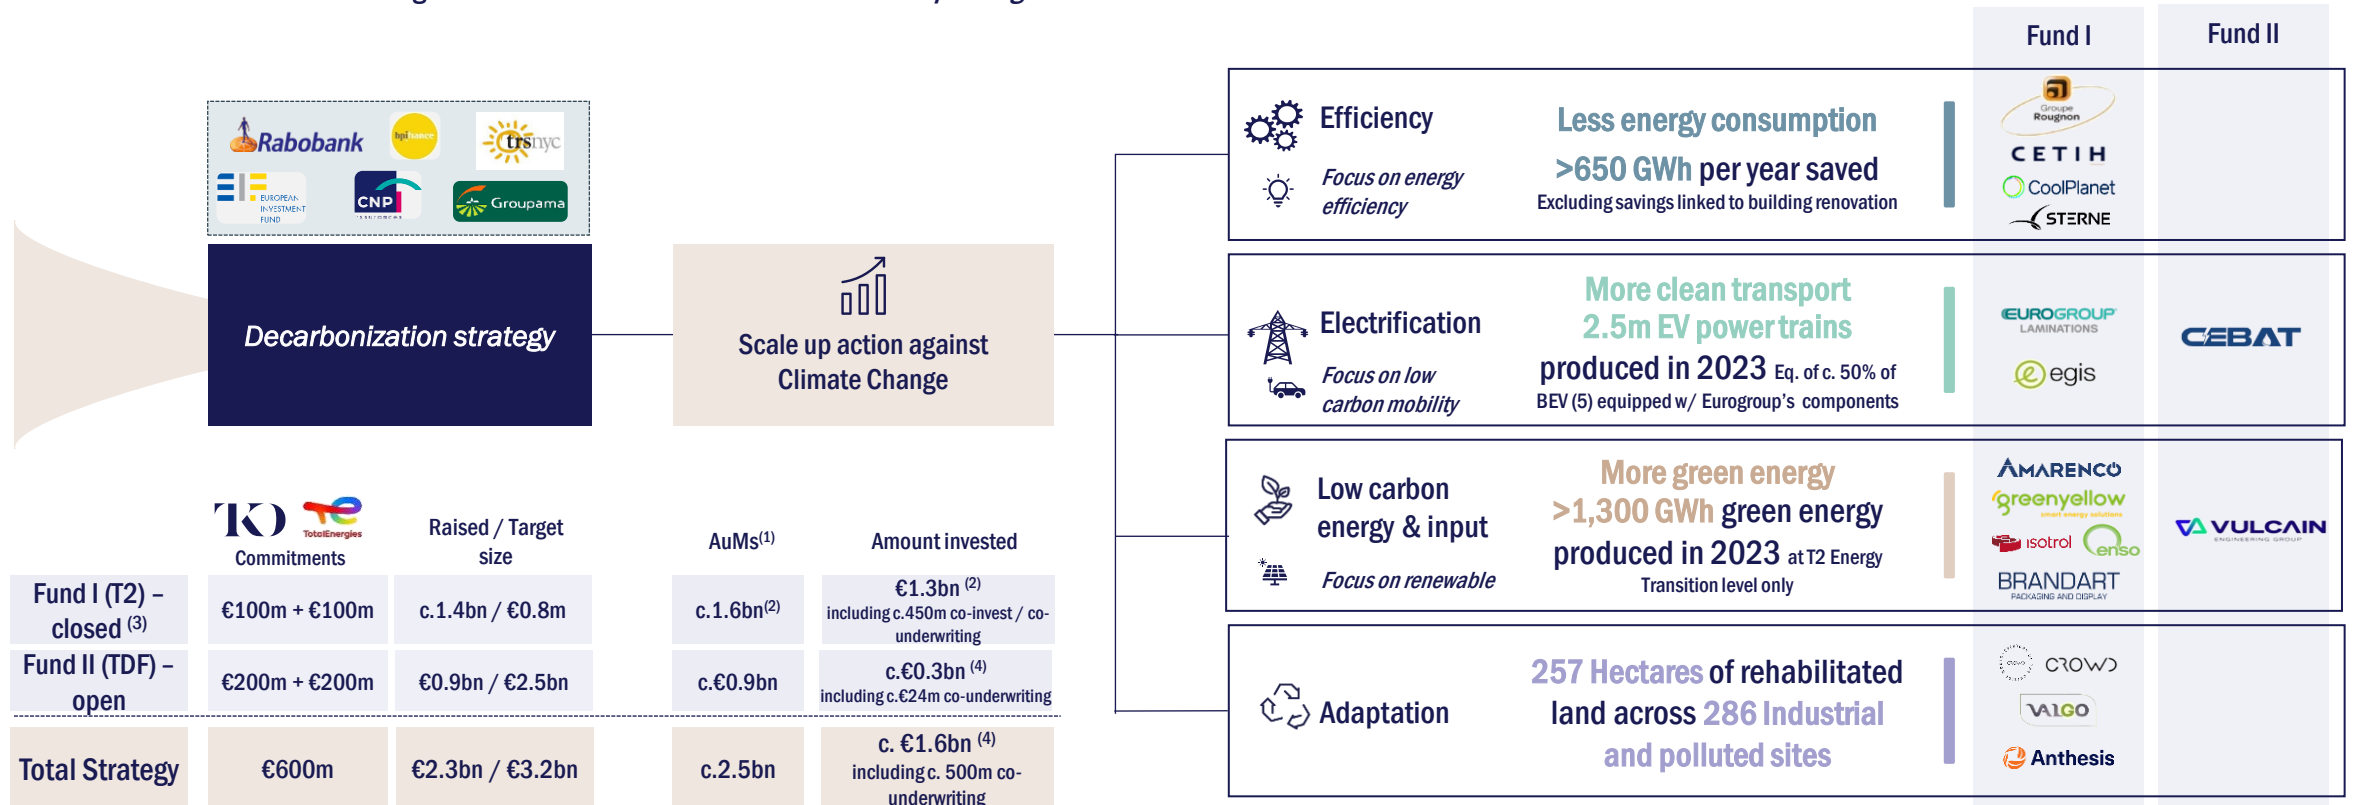 Fund I
Fund II
Rabobank
bpifrance
trsnyc
EUROPEAN
INVESTMENT
FUND
CNP
assurances
Groupama
Decarbonization strategy
Scale up action against
Climate Change
Efficiency
Focus on energy
efficiency
Less energy consumption
>650 GWh per year saved
Excluding savings linked to building renovation
Groupe
Rougnon
CETIH
CoolPlanet
STERNE
Electrification
Focus on low
carbon mobility
More clean transport
2.5m EV power trains
produced in 2023 Eq. of c. 50% of
BEV (5) equipped w/ Eurogroup's components
EUROGROUP
LAMINATIONS
egis
CEBAT
Low carbon
energy & input
Focus on renewable
More green energy
>1,300 GWh green energy
produced in 2023 at T2 Energy
Transition level only
AMARENCO
greenyellow
smart energy solutions
isotrol
enso
BRANDART
PACKAGING AND DISPLAY
VULCAIN
ENGINEERING GROUP
Adaptation
257 Hectares of rehabilitated
land across 286 Industrial
and polluted sites
CROWD
CROWD
VALGO
Anthesis
TKO
TotalEnergies
Commitments
Raised / Target
size
AuMs(1)
Amount invested
Fund I (T2) –
closed (3)
€100m + €100m
c.1.4bn / €0.8m
c.1.6bn(2)
€1.3bn (2)
including c.450m co-invest / co-
underwriting
Fund II (TDF) –
open
€200m + €200m
€0.9bn / €2.5bn
c.€0.9bn
c.€0.3bn (4)
including c.€24m co-underwriting
Total Strategy
€600m
€2.3bn / €3.2bn
c.2.5bn
c. €1.6bn (4)
including c. 500m co-
underwriting